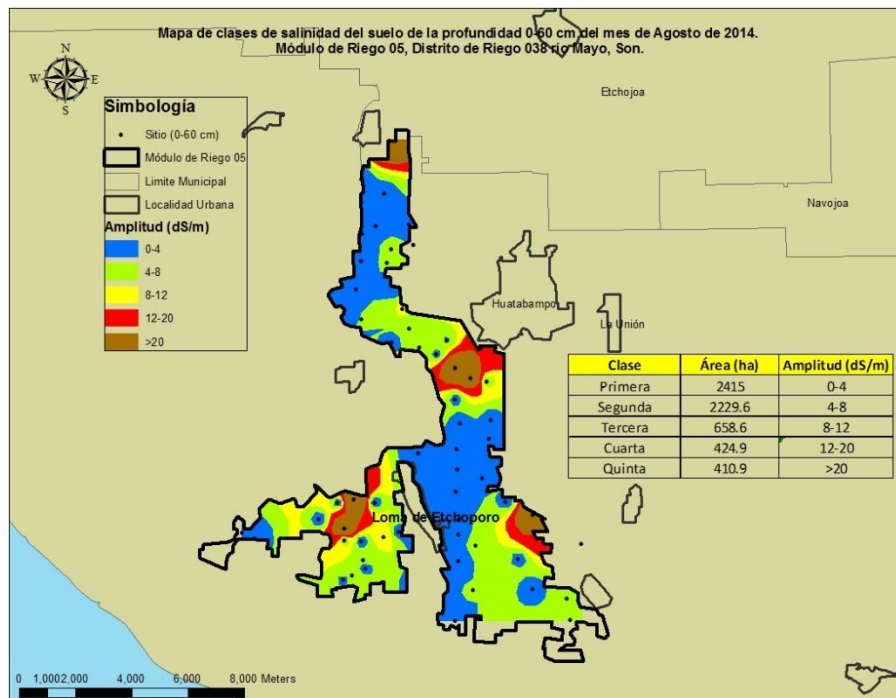 Mapa de clases de salinidad del suelo de la profundidad 0-60 cm del mes de Agosto de 2014.
Módulo de Riego 05, Distrito de Riego 038 río Mayo, Son.
N
W E
S
Simbología
Sitio (0-60 cm)
Módulo de Riego 05
Limite Municipal
Localidad Urbana
Amplitud (dS/m)
0-4
4-8
8-12
12-20
>20
Etchojoa
Navojoa
Huatabampo
La Unión
Loma de Etchoporo
Clase Área (ha) Amplitud (dS/m)
Primera 2415 0-4
Segunda 2229.6 4-8
Tercera 658.6 8-12
Cuarta 424.9 12-20
Quinta 410.9 >20
0 1,0002,000 4,000 6,000 8,000 Meters